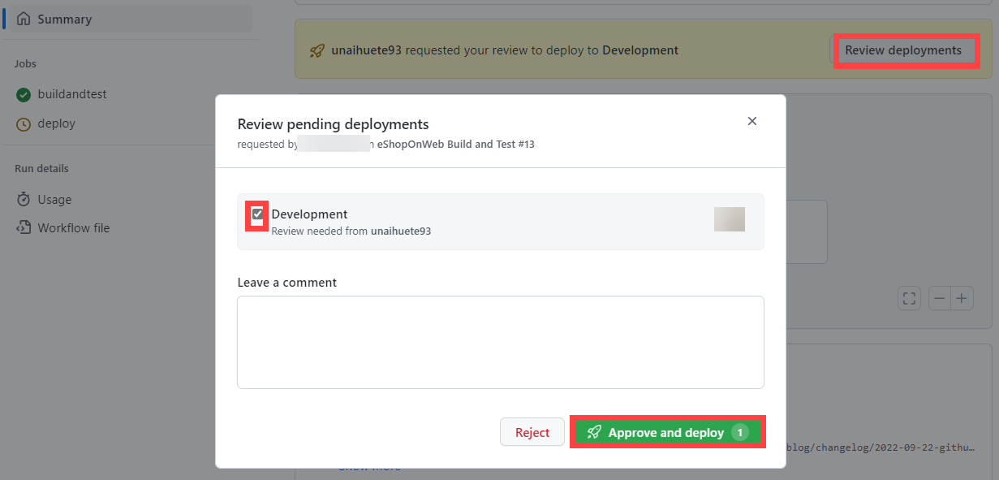 Summary
Jobs
buildandtest
deploy
Run details
Usage
Workflow file
unaihuete93 requested your review to deploy to Development
Review deployments
Review pending deployments
requested by eShopOnWeb Build and Test #13
Development
Review needed from unaihuete93
Leave a comment
Reject
Approve and deploy 1
blog/changelog/2022-09-22-githu…
Show more